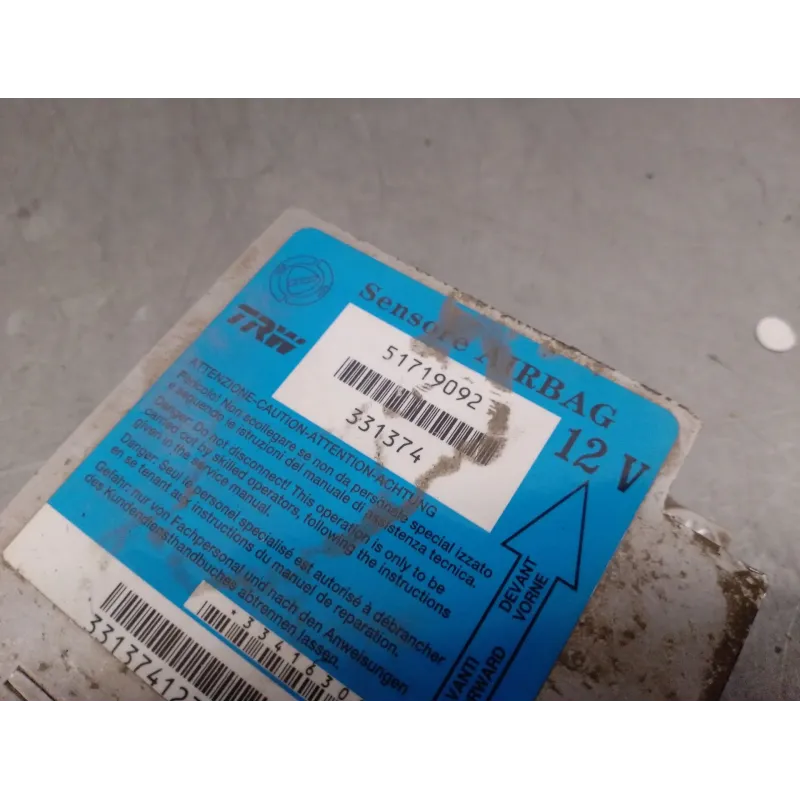 Sensore AIRBAG
TRW
12 V
51719092
331374
ATTENZIONE-CAUTION-ATTENTION-ACHTUNG
Pericolo! Non scollegare se non da personale specializzato
e seguendo le istruzioni del manuale di assistenza tecnica.
Danger: Do not disconnect! This operation is only to be
carried out by skilled operators, following the instructions
given in the service manual.
Danger: Seul le personel specialisé est autorisé à débrancher
en se tenant aux instructions du manuel de reparation.
Gefahr: nur von Fachpersonal und nach den Anweisungen
des Kundendiensthandbuches abtrennen lassen.
DEVANT
VORNE
3341630